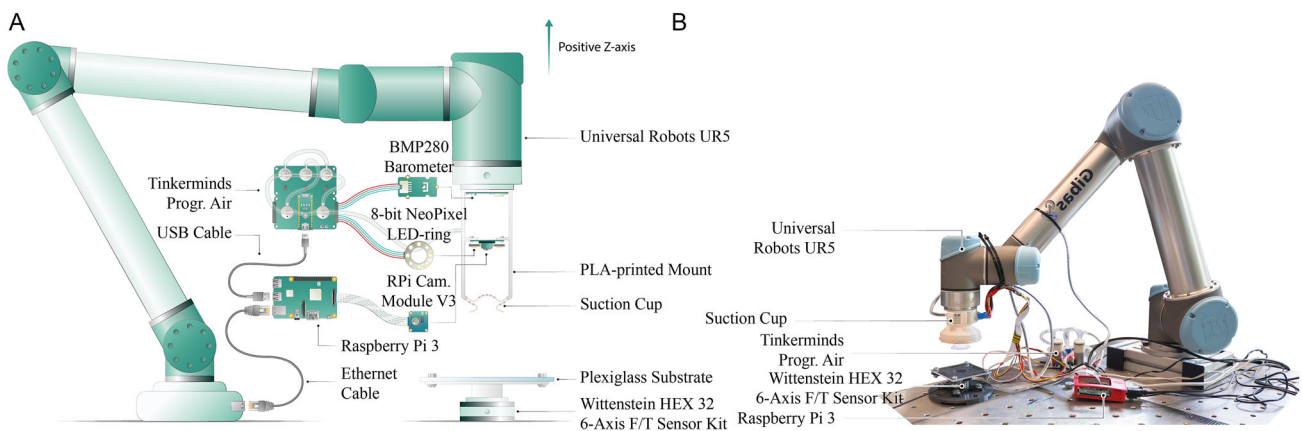 A
Positive Z-axis
Universal Robots UR5
BMP280
Barometer
Tinkerminds
Progr. Air
8-bit NeoPixel
LED-ring
USB Cable
PLA-printed Mount
RPi Cam.
Module V3
Suction Cup
Raspberry Pi 3
Ethernet
Cable
Plexiglass Substrate
Wittenstein HEX 32
6-Axis F/T Sensor Kit
B
Gibas
Universal
Robots UR5
Suction Cup
Tinkerminds
Progr. Air
Wittenstein HEX 32
6-Axis F/T Sensor Kit
Raspberry Pi 3